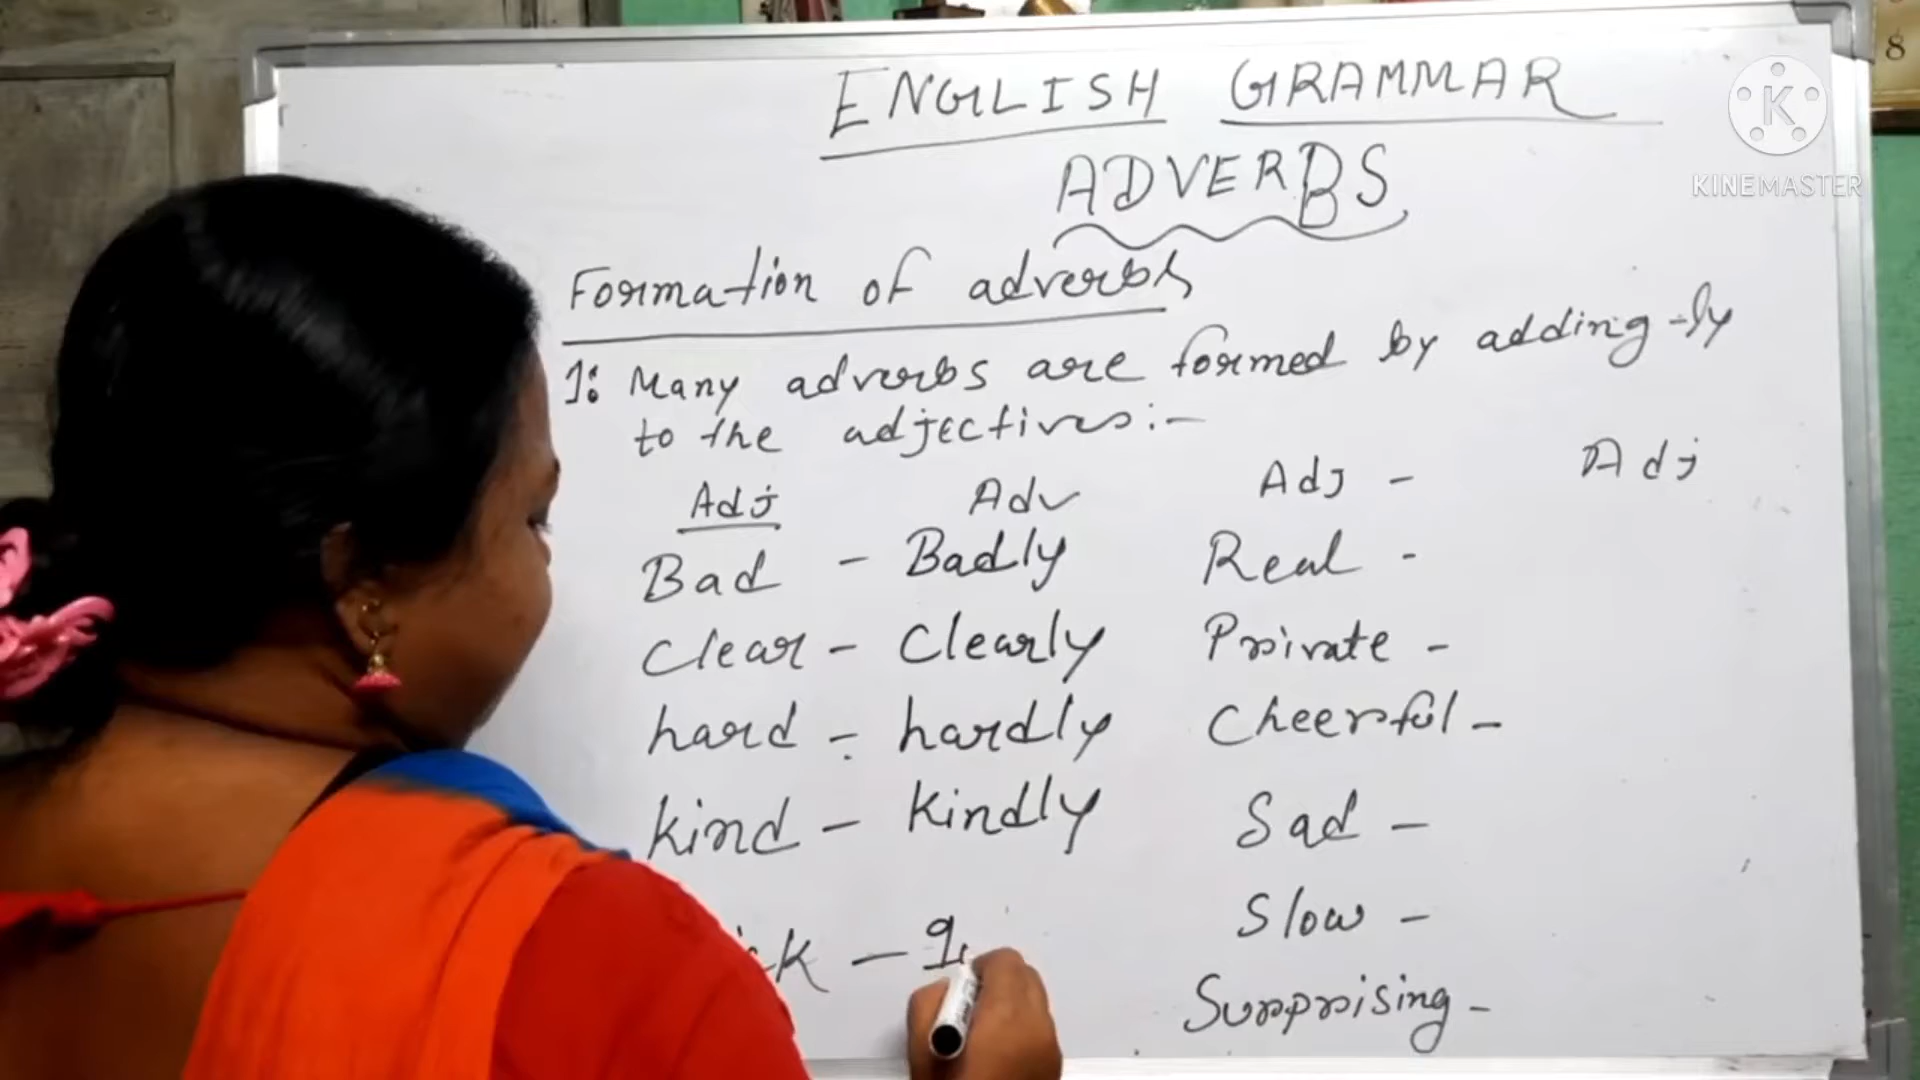 ENGLISH GRAMMAR
ADVERBS
Formation of adverbs
1: Many adverbs are formed by adding -ly
to the adjectives:-
Adj Adv Adj - Adj
Bad - Badly Real -
Clear - Clearly Private -
hard - hardly Cheerful -
kind - kindly Sad -
Slow -
Surprising -
K
KINEMASTER
8